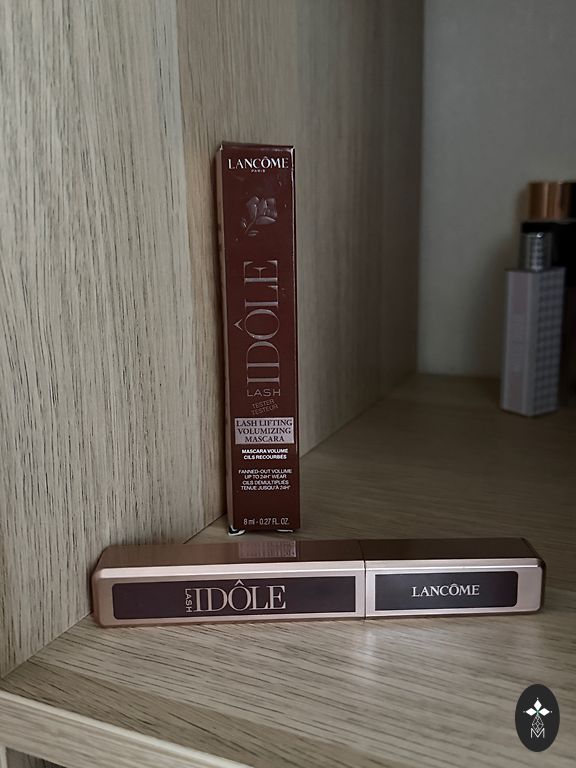 LANCÔME
PARIS
LASH IDÔLE
TESTER
TESTEUR
LASH LIFTING
VOLUMIZING
MASCARA
MASCARA VOLUME
CILS RECOURBÉS
FANNED-OUT VOLUME
UP TO 24H* WEAR
CILS DÉMULTIPLIÉS
TENUE JUSQU'À 24H*
8 ml - 0.27 FL. OZ.
LASH IDÔLE
LANCÔME
M